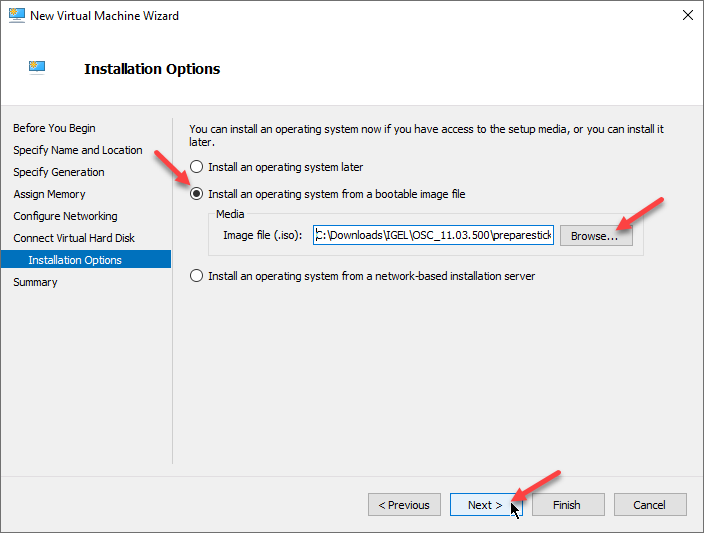 New Virtual Machine Wizard
Installation Options
Before You Begin
Specify Name and Location
Specify Generation
Assign Memory
Configure Networking
Connect Virtual Hard Disk
Installation Options
Summary
You can install an operating system now if you have access to the setup media, or you can install it
later.
Install an operating system later
Install an operating system from a bootable image file
Media
Image file (.iso): C:\Downloads\IGEL\OSC_11.03.500\preparestick Browse...
Install an operating system from a network-based installation server
< Previous Next > Finish Cancel